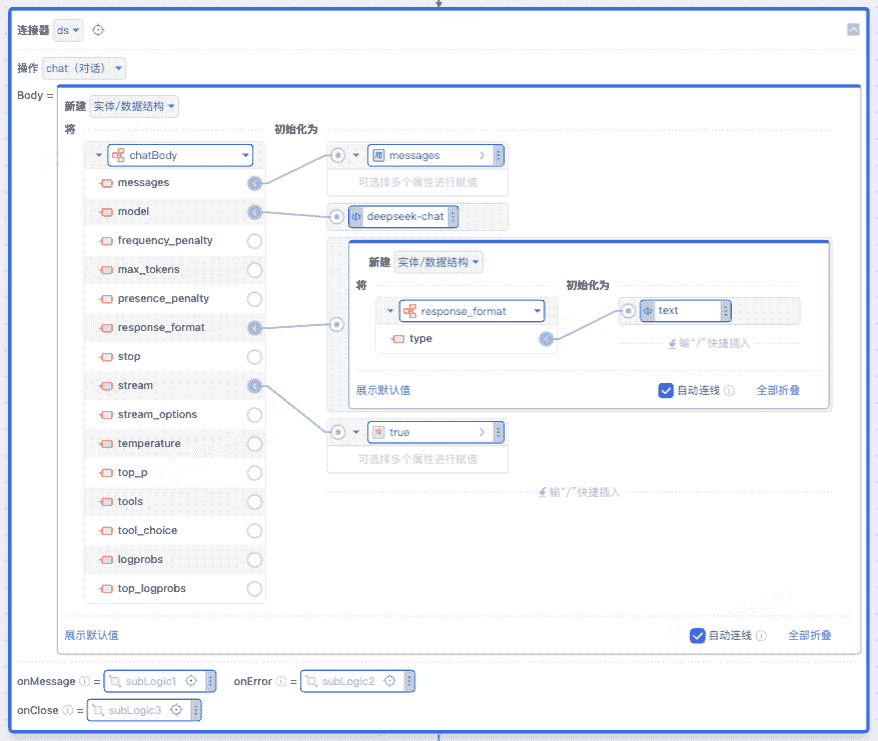 连接器 ds
操作 chat（对话）
Body =
新建 实体/数据结构
将 初始化为
chatBody messages
messages 可选择多个属性进行赋值
model deepseek-chat
frequency_penalty 新建 实体/数据结构
max_tokens 将 初始化为
presence_penalty response_format text
response_format type 输“/”快捷插入
stop
stream 展示默认值 自动连线 全部折叠
stream_options true
temperature 可选择多个属性进行赋值
top_p
tools 输“/”快捷插入
tool_choice
logprobs
top_logprobs
展示默认值 自动连线 全部折叠
onMessage = subLogic1 onError = subLogic2
onClose = subLogic3